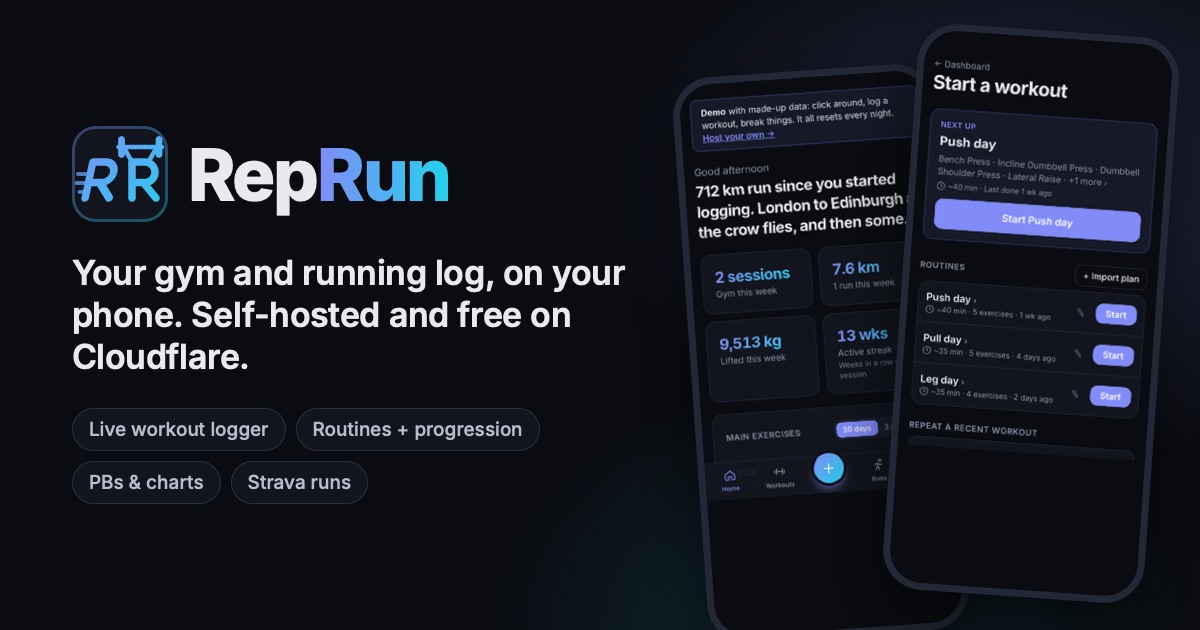 RR
RepRun
Your gym and running log, on your
phone. Self-hosted and free on
Cloudflare.
Live workout logger
Routines + progression
PBs & charts
Strava runs
Demo with made-up data: click around, log a
workout, break things. It all resets every night.
Host your own →
Good afternoon
712 km run since you started
logging. London to Edinburgh
the crow flies, and then some.
2 sessions
Gym this week
7.6 km
1 run this week
9,513 kg
Lifted this week
13 wks
Active streak
Weeks in a row
session
MAIN EXERCISES
30 days
Home
Workouts
+
Runs
← Dashboard
Start a workout
NEXT UP
Push day
Bench Press · Incline Dumbbell Press · Dumbbell
Shoulder Press · Lateral Raise · +1 more ›
~40 min · Last done 1 wk ago
Start Push day
ROUTINES
+ Import plan
Push day ›
~40 min · 5 exercises · 1 wk ago
Start
Pull day ›
~35 min · 5 exercises · 4 days ago
Start
Leg day ›
~35 min · 4 exercises · 2 days ago
Start
REPEAT A RECENT WORKOUT